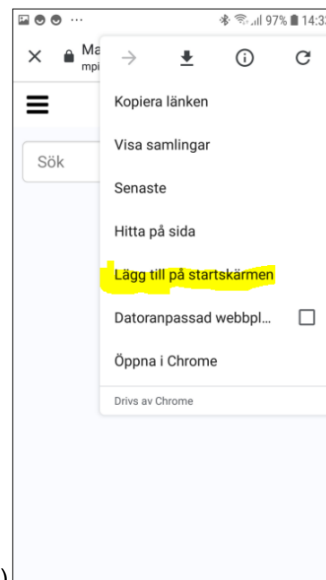 97% 14:33
Ma
mpi
Kopiera länken
Visa samlingar
Sök
Senaste
Hitta på sida
Lägg till på startskärmen
Datoranpassad webbpl...
Öppna i Chrome
Drivs av Chrome
)